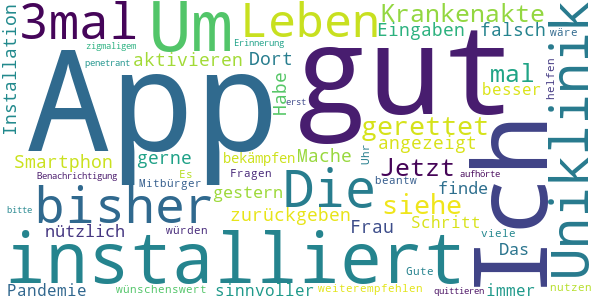 3mal Um Leben Krankenakte
zigmaligem Erinnerung Eingaben falsch wäre
penetrant aktivieren Dort mal helfen
Installation App gut Habe erst besser
gerettet angezeigt
Smartphon gerne bekämpfen Mache Uhr Jetzt
Benachrichtigung Es Fragen beantw aufhörte
Mitbürger gestern Die finde
bisher zurückgeben siehe Schritt
nützlich würden Frau Das viele
installiert Ich Uniklinik
Gute
Pandemie wünschenswert sinnvoller weiterempfehlen immer nutzen
bitte quittieren